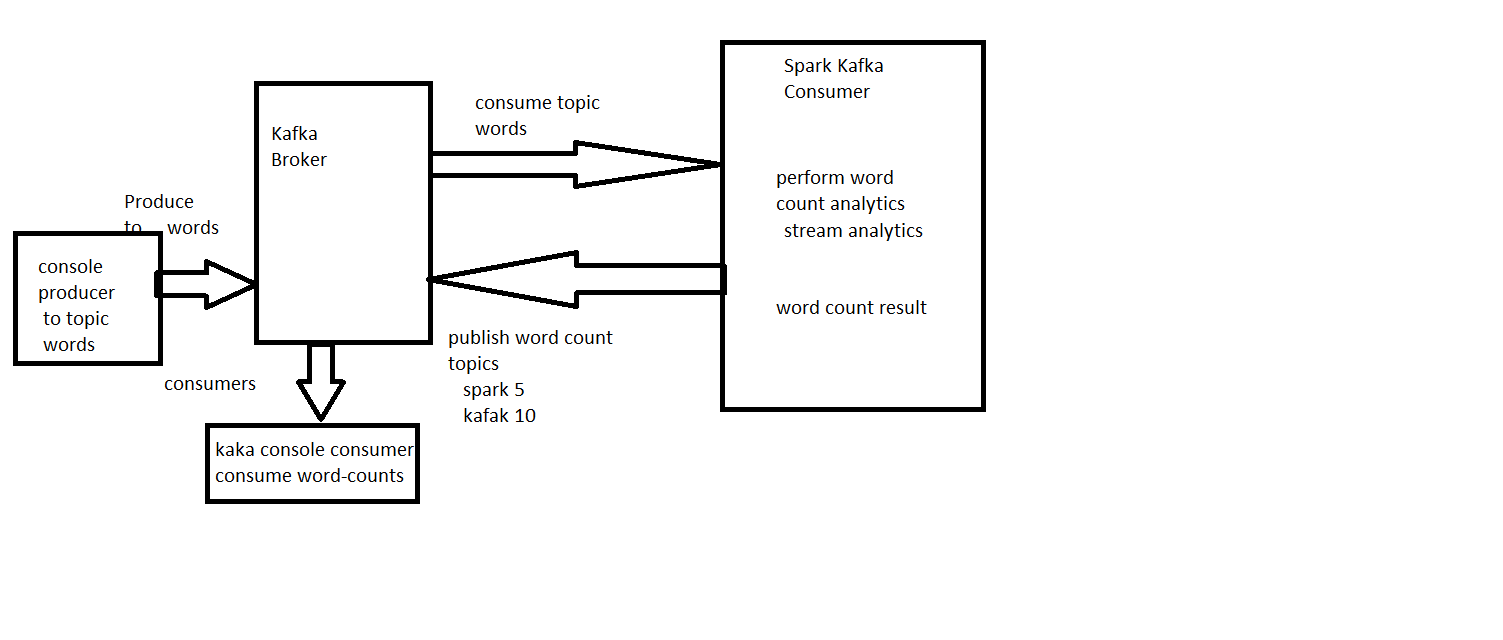 Spark Kafka
Consumer
consume topic
words
Kafka
Broker
perform word
count analytics
stream analytics
Produce
to words
console
producer
to topic
words
word count result
publish word count
topics
spark 5
kafak 10
consumers
kaka console consumer
consume word-counts